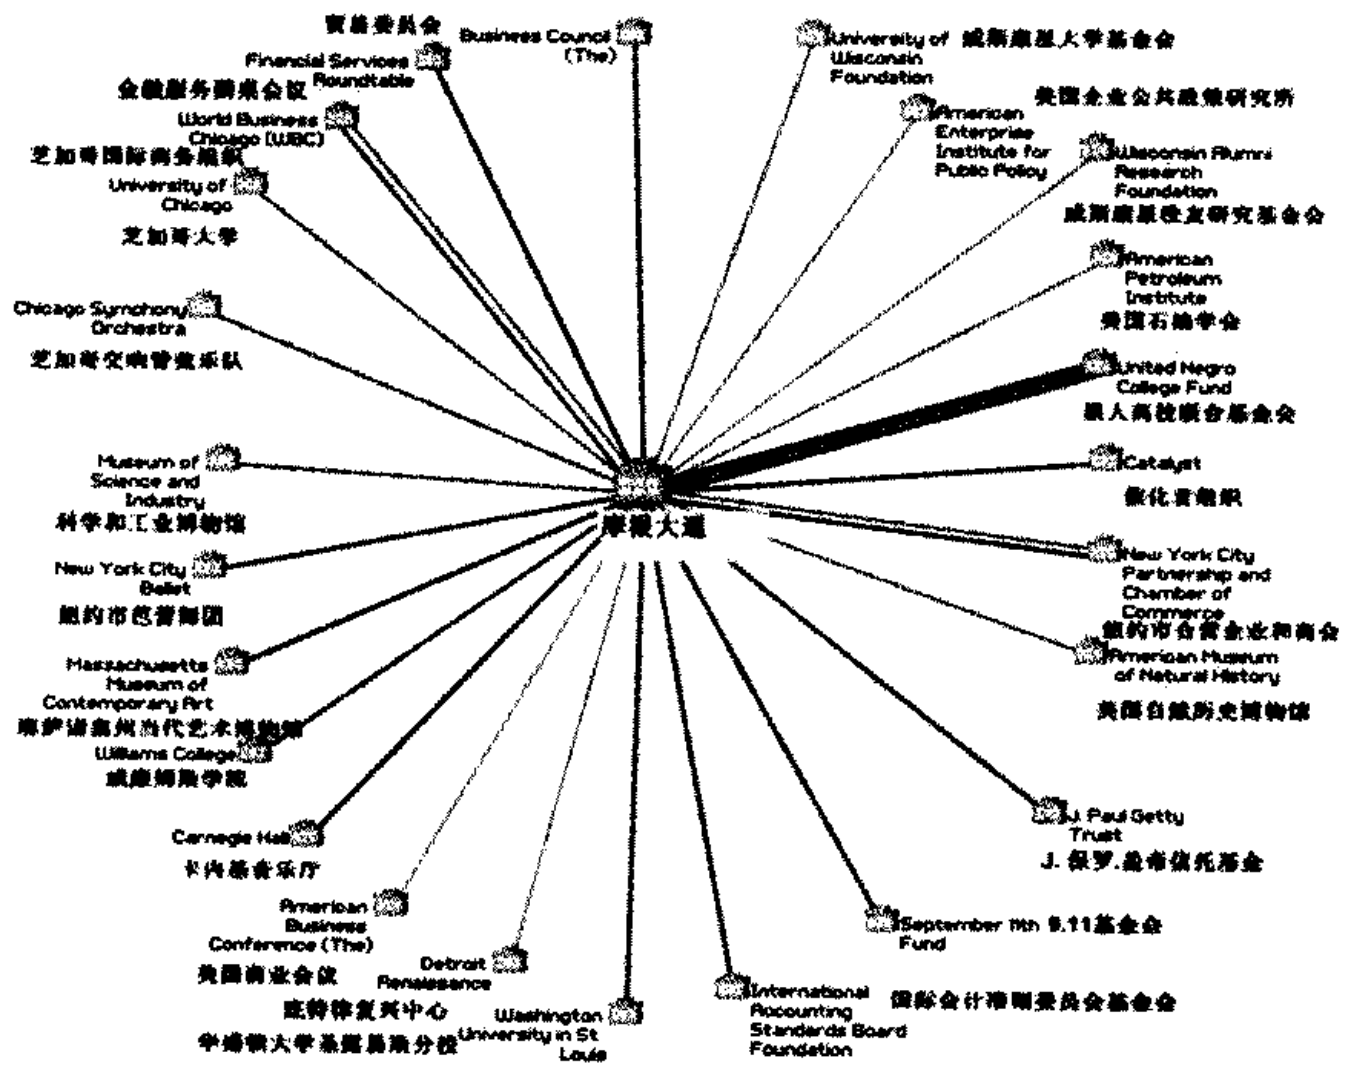 贸易委员会
Business Council
(The)
Financial Services
Roundtable
金融服务圆桌会议
World Business
Chicago (WBC)
芝加哥国际商务组织
University of
Chicago
芝加哥大学
Chicago Symphony
Orchestra
芝加哥交响管弦乐队
Museum of
Science and
Industry
科学和工业博物馆
New York City
Ballet
纽约市芭蕾舞团
Massachusetts
Museum of
Contemporary Art
麻萨诸塞州当代艺术博物馆
Williams College
威廉姆斯学院
Carnegie Hall
卡内基音乐厅
American
Business
Conference (The)
美国商业会议
Detroit
Renaissance
底特律复兴中心
Washington
University in St
Louis
华盛顿大学圣路易斯分校
摩根大通
University of
Wisconsin
Foundation
威斯康星大学基金会
American
Enterprise
Institute for
Public Policy
美国企业公共政策研究所
Wisconsin Alumni
Research
Foundation
威斯康星校友研究基金会
American
Petroleum
Institute
美国石油学会
United Negro
College Fund
黑人高校联合基金会
Catalyst
催化者组织
New York City
Partnership and
Chamber of
Commerce
纽约市合营企业和商会
American Museum
of Natural History
美国自然历史博物馆
J. Paul Getty
Trust
J. 保罗.盖帝信托基金
September 11th
Fund
9.11基金会
International
Accounting
Standards Board
Foundation
国际会计准则委员会基金会